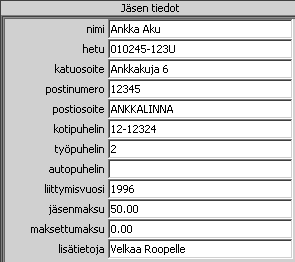 Jäsen tiedot
nimi Ankka Aku
hetu 010245-123U
katuosoite Ankkakuja 6
postinumero 12345
postiosoite ANKKALINNA
kotipuhelin 12-12324
työpuhelin 2
autopuhelin
liittymisvuosi 1996
jäsenmaksu 50.00
maksettumaksu 0.00
lisätietoja Velkaa Roopelle